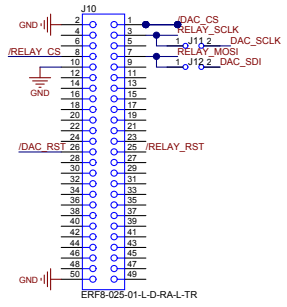 J10
GND 2 1 /DAC_CS
4 3 RELAY_SCLK
6 5 1 J11 2 DAC_SCLK
/RELAY_CS 8 7 RELAY_MOSI
10 9 1 J12 2 DAC_SDI
GND 12 11
14 13
16 15
18 17
20 19
22 21
24 23
/DAC_RST 26 25 /RELAY_RST
28 27
30 29
32 31
34 33
36 35
38 37
40 39
42 41
44 43
46 45
48 47
GND 50 49
ERF8-025-01-L-D-RA-L-TR